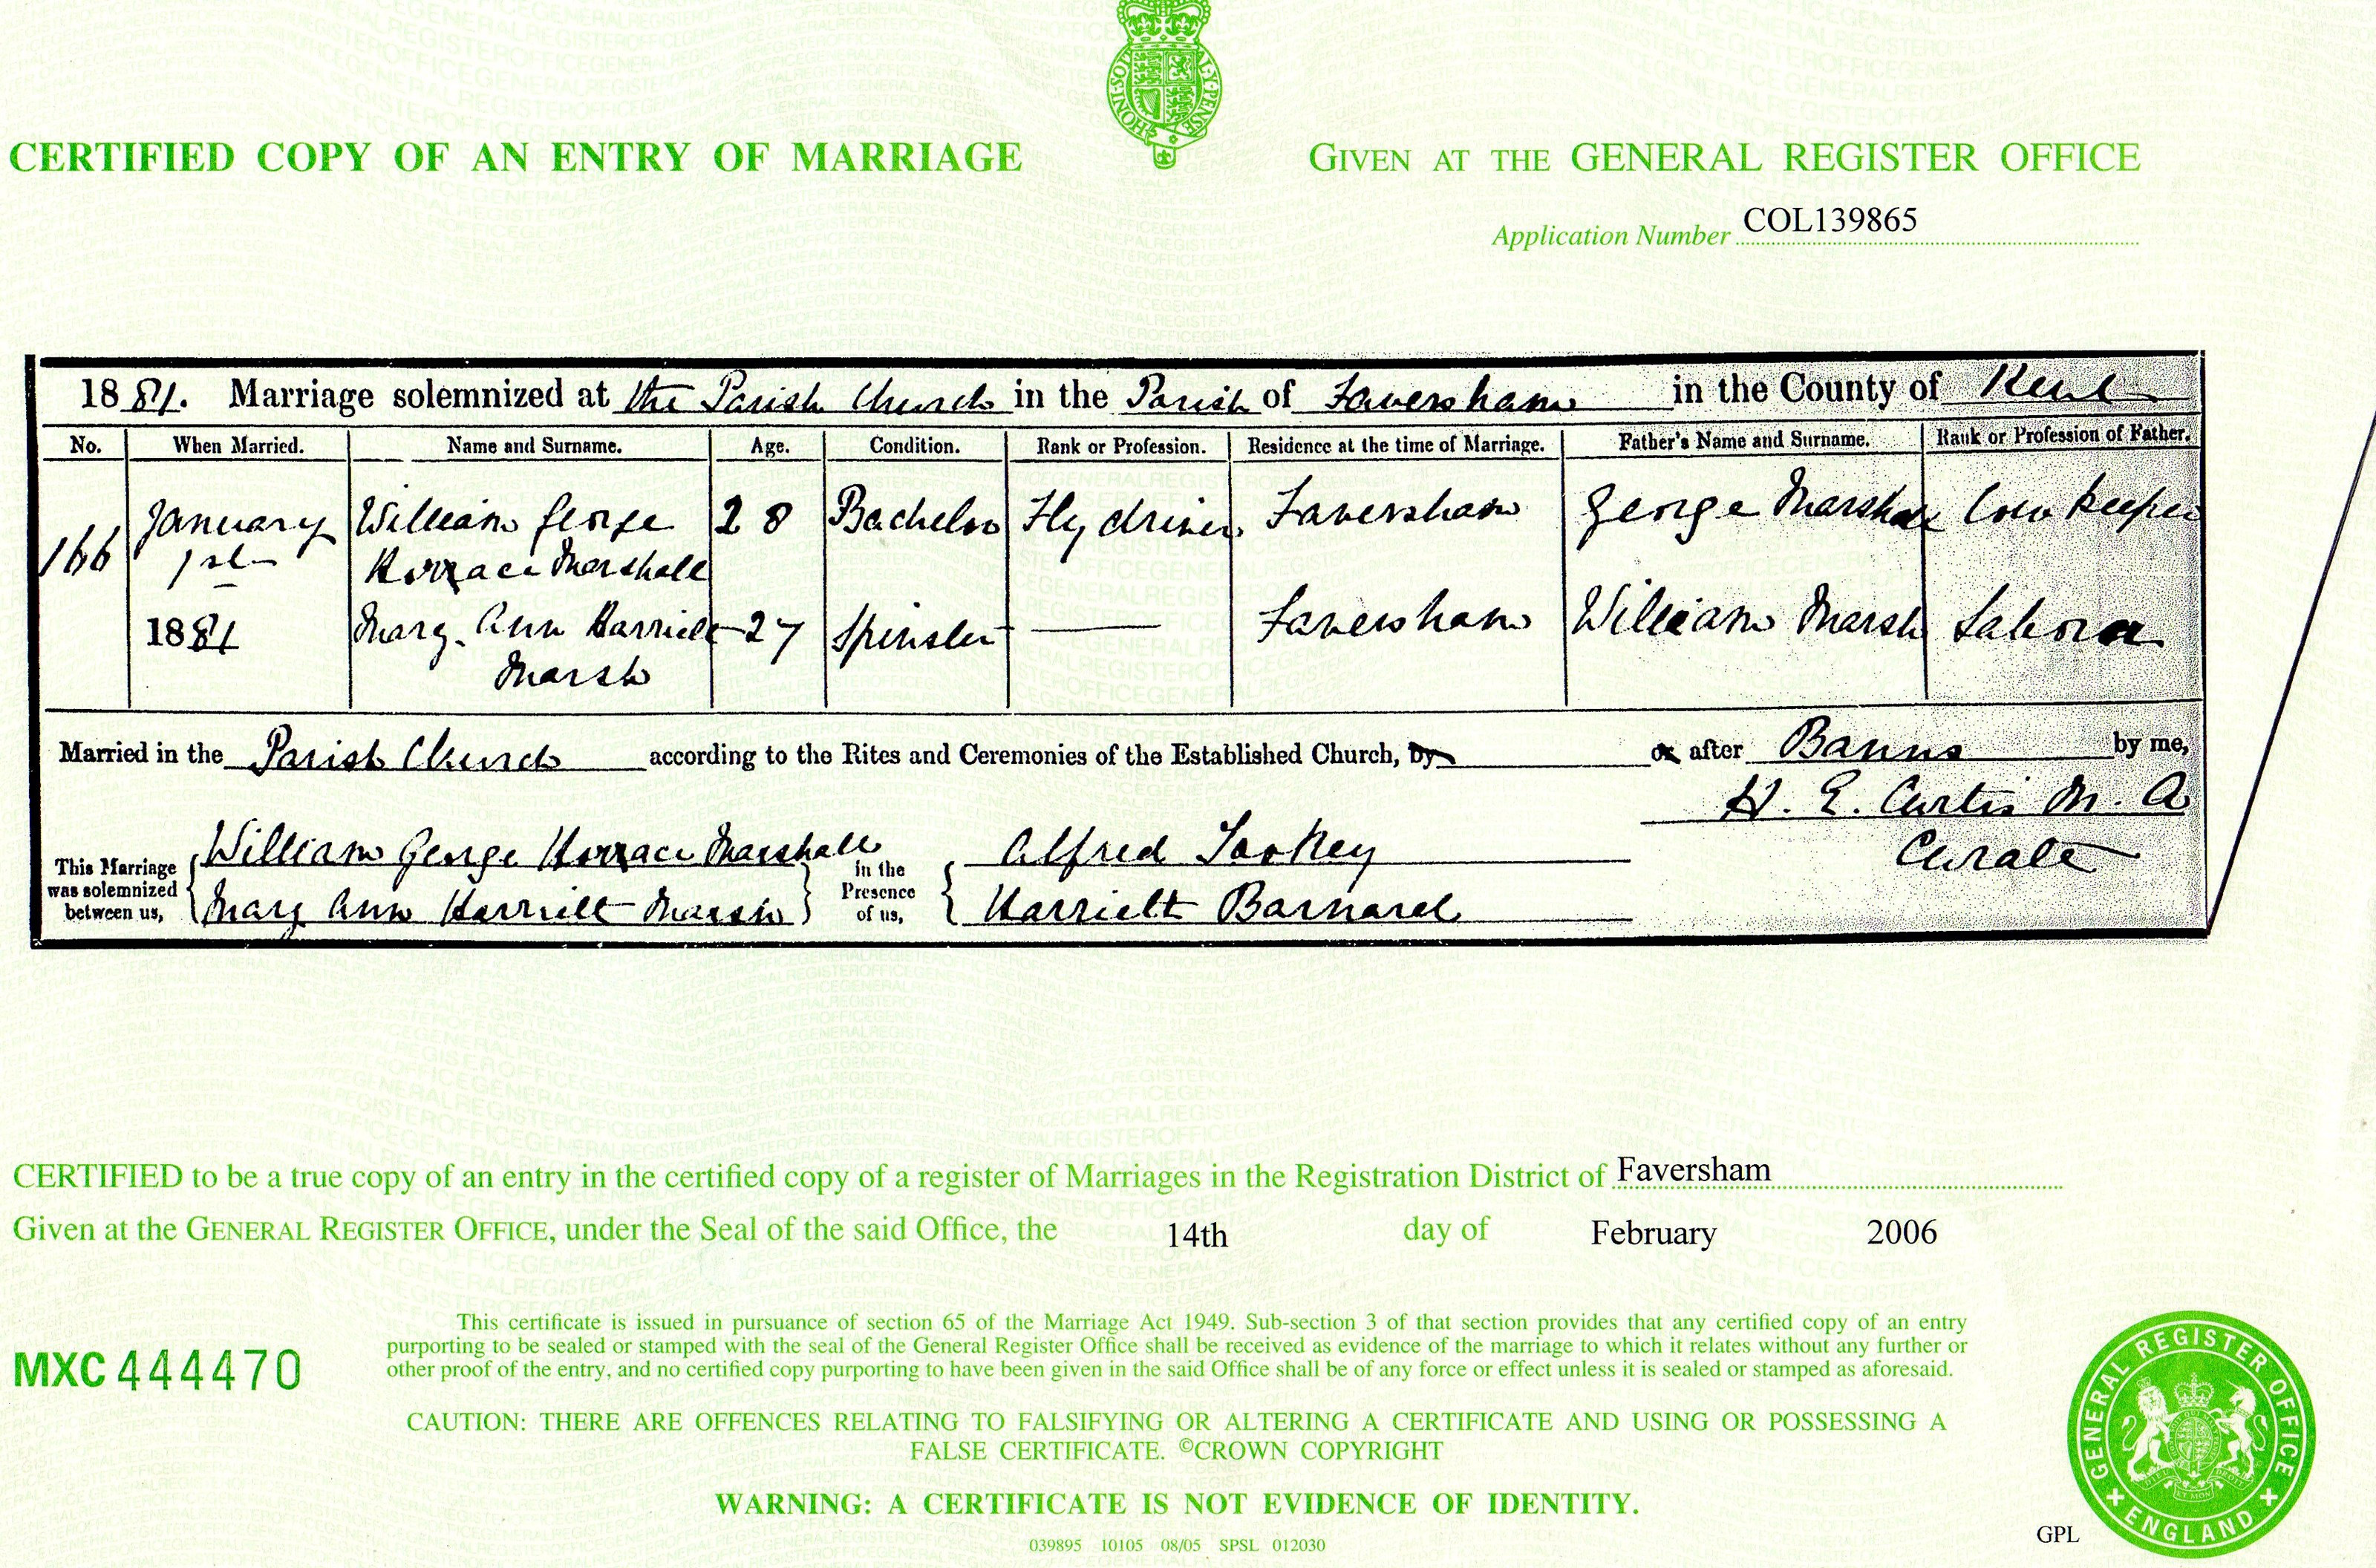 HONI·SOI QUI MAL·Y·PENSE
CERTIFIED COPY OF AN ENTRY OF MARRIAGE
GIVEN AT THE GENERAL REGISTER OFFICE
Application Number COL139865
1881. Marriage solemnized at the Parish Church in the Parish of Faversham in the County of Kent
No. When Married. Name and Surname. Age. Condition. Rank or Profession. Residence at the time of Marriage. Father's Name and Surname. Rank or Profession of Father.
January William George 28 Bachelor Fly driver Faversham George Marshall Cow keeper
166 1st Horrace Marshall
1881 Mary Ann Harriett 27 Spinster Faversham William Marsh Labourer
Marsh
Married in the Parish Church according to the Rites and Ceremonies of the Established Church, by or after Banns by me,
H. E. Curtis M. A
Curate
This Marriage was solemnized between us,
William George Horrace Marshall
Mary Ann Harriett Marsh
in the Presence of us,
Alfred
Harriett Barnard
CERTIFIED to be a true copy of an entry in the certified copy of a register of Marriages in the Registration District of Faversham
Given at the GENERAL REGISTER OFFICE, under the Seal of the said Office, the 14th day of February 2006
This certificate is issued in pursuance of section 65 of the Marriage Act 1949. Sub-section 3 of that section provides that any certified copy of an entry
purporting to be sealed or stamped with the seal of the General Register Office shall be received as evidence of the marriage to which it relates without any further or
other proof of the entry, and no certified copy purporting to have been given in the said Office shall be of any force or effect unless it is sealed or stamped as aforesaid.
MXC 444470
CAUTION: THERE ARE OFFENCES RELATING TO FALSIFYING OR ALTERING A CERTIFICATE AND USING OR POSSESSING A
FALSE CERTIFICATE. ©CROWN COPYRIGHT
WARNING: A CERTIFICATE IS NOT EVIDENCE OF IDENTITY.
039895 10105 08/05 SPSL 012030
GPL
GENERAL REGISTER OFFICE
ENGLAND